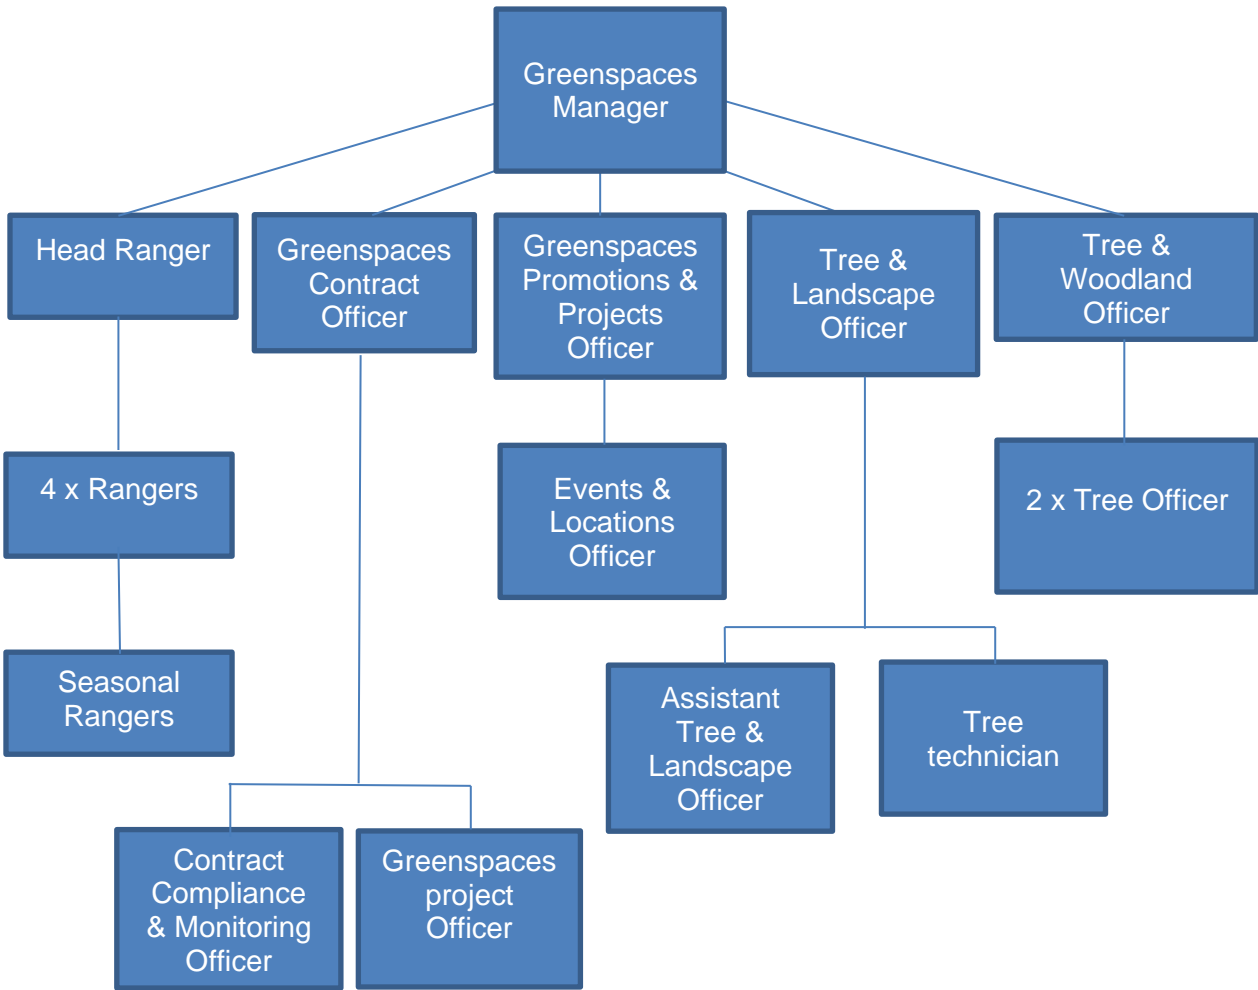 Greenspaces
Manager
Head Ranger
Greenspaces
Contract
Officer
Greenspaces
Promotions &
Projects
Officer
Tree &
Landscape
Officer
Tree &
Woodland
Officer
4 x Rangers
Events &
Locations
Officer
2 x Tree Officer
Seasonal
Rangers
Assistant
Tree &
Landscape
Officer
Tree
technician
Contract
Compliance
& Monitoring
Officer
Greenspaces
project
Officer